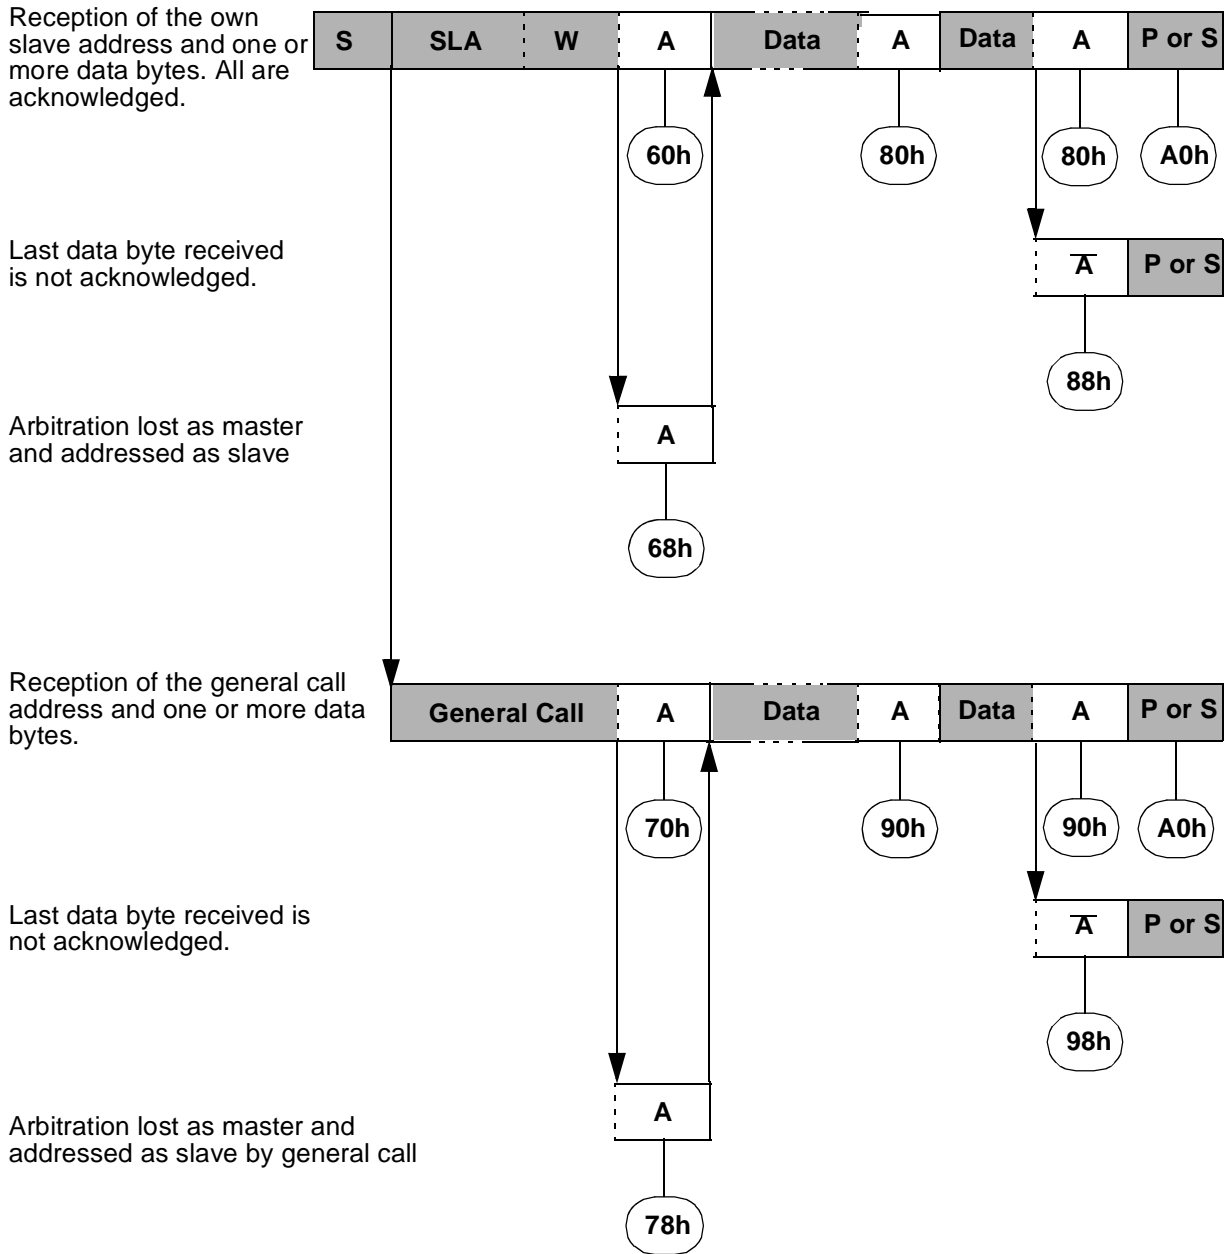 Reception of the own
slave address and one or
more data bytes. All are
acknowledged.
S SLA W A Data A Data A P or S
60h 80h 80h A0h
Last data byte received
is not acknowledged.
A̅ P or S
88h
Arbitration lost as master
and addressed as slave
A
68h
Reception of the general call
address and one or more data
bytes.
General Call A Data A Data A P or S
70h 90h 90h A0h
Last data byte received is
not acknowledged.
A̅ P or S
98h
Arbitration lost as master and
addressed as slave by general call
A
78h